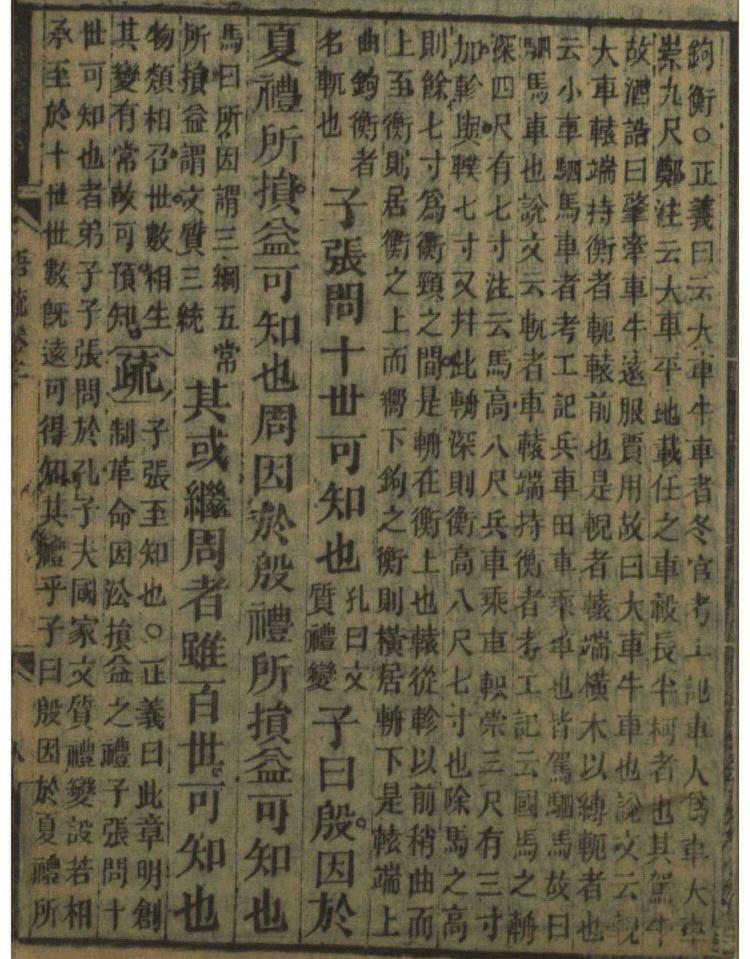 鉤衡○正義曰云大車牛車者冬官考工記車人爲車大車
崇九尺鄭注云大車平地載任之車轂長半柯者也其駕牛
故酒誥曰肇牽車牛遠服賈用故曰大車牛車也說文云輗
大車轅端持衡者軛轅前也是輗者轅端橫木以縛軛者也
云小車駟馬車者考工記兵車田車乘車也皆駕駟馬故曰
駟馬車也說文云軏者車轅端持衡者考工記云國馬之輈
深四尺有七寸注云馬高八尺兵車乘車軹崇三尺有三寸
加軫與轐七寸又并此輈深則衡高八尺七寸也除馬之高
則餘七寸爲衡頸之間是輈在衡上也轅從軫以前稍曲而
上至衡則居衡之上而嚮下鉤之衡則橫居輈下是轅端上
曲鉤衡者
名軏也
子張問十世可知也
孔曰文
質禮變
子曰殷因於
夏禮所損益可知也周因於殷禮所損益可知也
馬曰所因謂三綱五常
所損益謂文質三統
其或繼周者雖百世可知也
物類相召世數相生
其變有常故可預知
疏
子張至知也○正義曰此章明創
制革命因沿損益之禮子張問十
世可知也者弟子子張問於孔子夫國家文質禮變設若相
承至於十世世數既遠可得知其禮乎子曰殷因於夏禮所